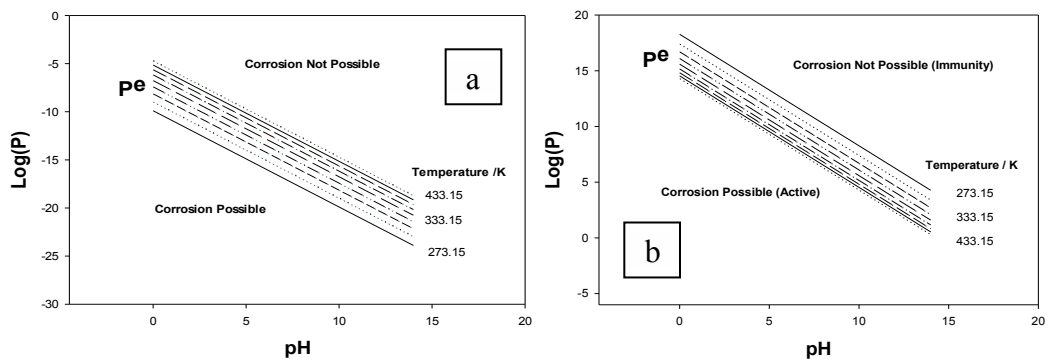 0
-5
-10
-15
-20
-25
-30
Log(P)
0
5
10
15
20
pH
Corrosion Not Possible
a
Pe
Temperature /K
433.15
333.15
273.15
Corrosion Possible
20
15
10
5
0
-5
Log(P)
0
5
10
15
20
pH
Corrosion Not Possible (Immunity)
Pe
Temperature / K
273.15
333.15
433.15
Corrosion Possible (Active)
b